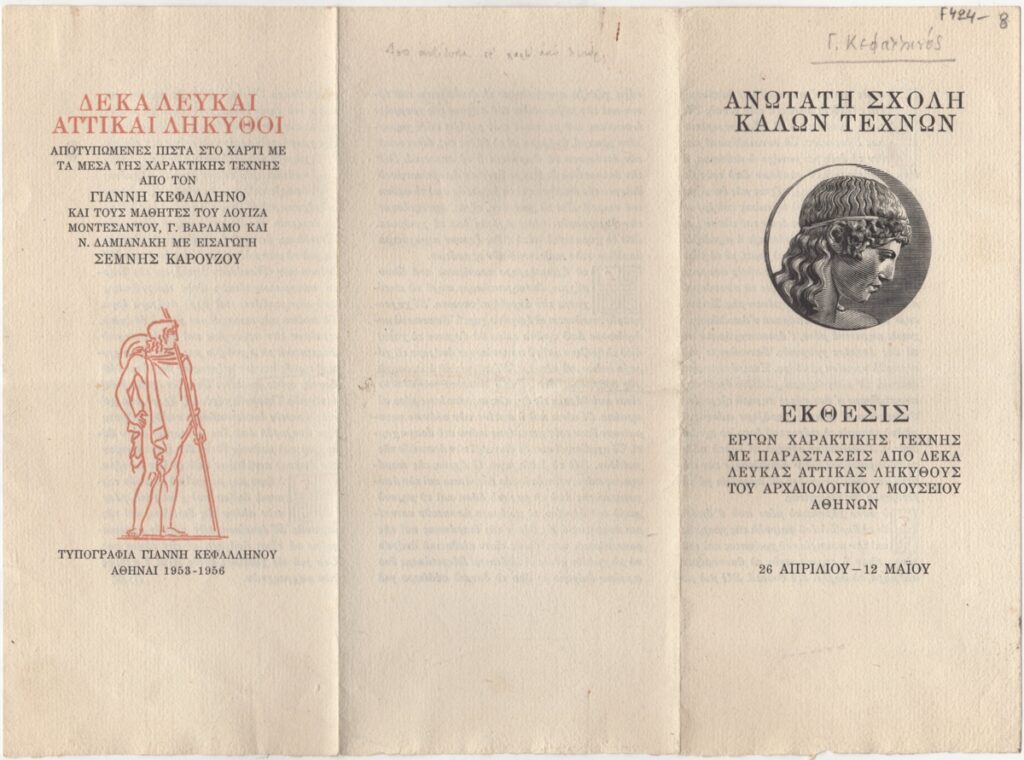 ΔΕΚΑ ΛΕΥΚΑΙ
ΑΤΤΙΚΑΙ ΛΗΚΥΘΟΙ
ΑΠΟΤΥΠΩΜΕΝΕΣ ΠΙΣΤΑ ΣΤΟ ΧΑΡΤΙ ΜΕ
ΤΑ ΜΕΣΑ ΤΗΣ ΧΑΡΑΚΤΙΚΗΣ ΤΕΧΝΗΣ
ΑΠΟ ΤΟΝ
ΓΙΑΝΝΗ ΚΕΦΑΛΛΗΝΟ
ΚΑΙ ΤΟΥΣ ΜΑΘΗΤΕΣ ΤΟΥ ΛΟΥΙΖΑ
ΜΟΝΤΕΣΑΝΤΟΥ, Γ. ΒΑΡΛΑΜΟ ΚΑΙ
Ν. ΔΑΜΙΑΝΑΚΗ ΜΕ ΕΙΣΑΓΩΓΗ
ΣΕΜΝΗΣ ΚΑΡΟΥΖΟΥ
ΤΥΠΟΓΡΑΦΙΑ ΓΙΑΝΝΗ ΚΕΦΑΛΛΗΝΟΥ
ΑΘΗΝΑΙ 1953-1956
F424-8
Γ. Κεφαλληνός
ΑΝΩΤΑΤΗ ΣΧΟΛΗ
ΚΑΛΩΝ ΤΕΧΝΩΝ
ΕΚΘΕΣΙΣ
ΕΡΓΩΝ ΧΑΡΑΚΤΙΚΗΣ ΤΕΧΝΗΣ
ΜΕ ΠΑΡΑΣΤΑΣΕΙΣ ΑΠΟ ΔΕΚΑ
ΛΕΥΚΑΣ ΑΤΤΙΚΑΣ ΛΗΚΥΘΟΥΣ
ΤΟΥ ΑΡΧΑΙΟΛΟΓΙΚΟΥ ΜΟΥΣΕΙΟΥ
ΑΘΗΝΩΝ
26 ΑΠΡΙΛΙΟΥ – 12 ΜΑΪΟΥ